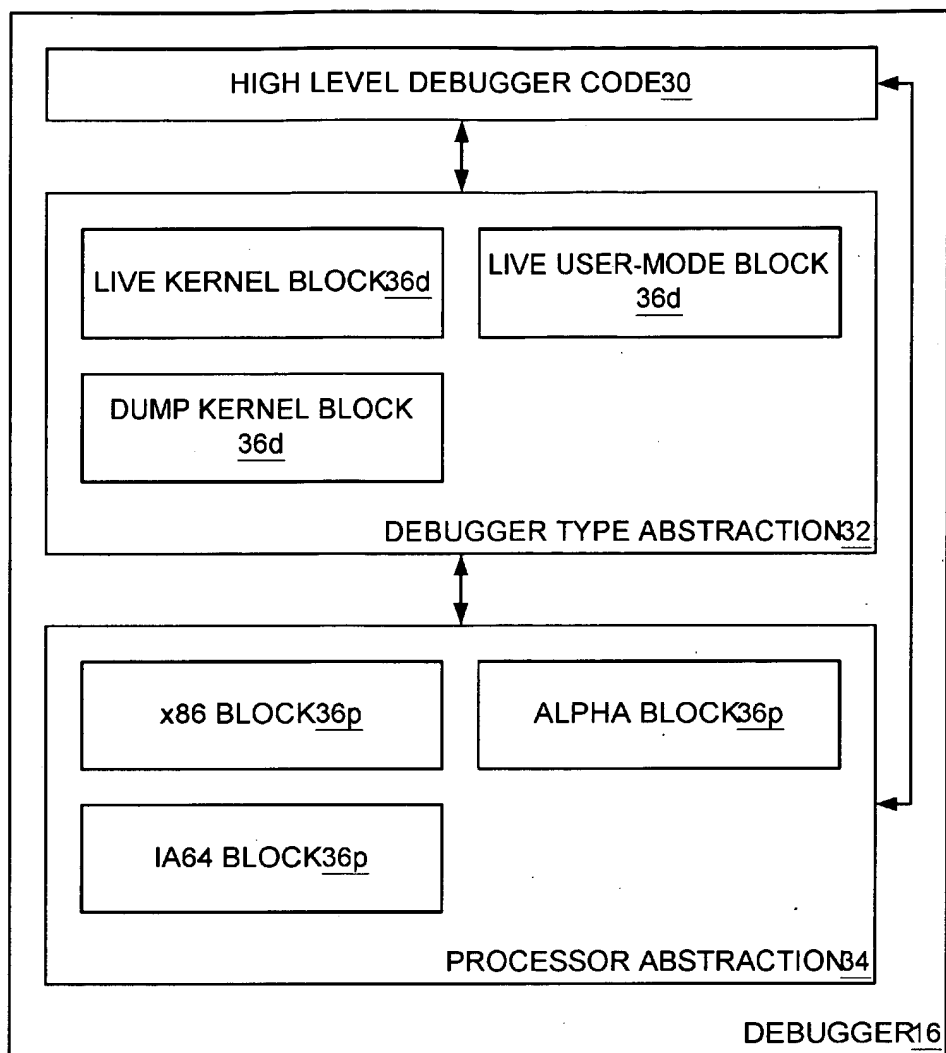 HIGH LEVEL DEBUGGER CODE30
LIVE KERNEL BLOCK36d
LIVE USER-MODE BLOCK
36d
DUMP KERNEL BLOCK
36d
DEBUGGER TYPE ABSTRACTION32
x86 BLOCK36p
ALPHA BLOCK36p
IA64 BLOCK36p
PROCESSOR ABSTRACTION34
DEBUGGER16